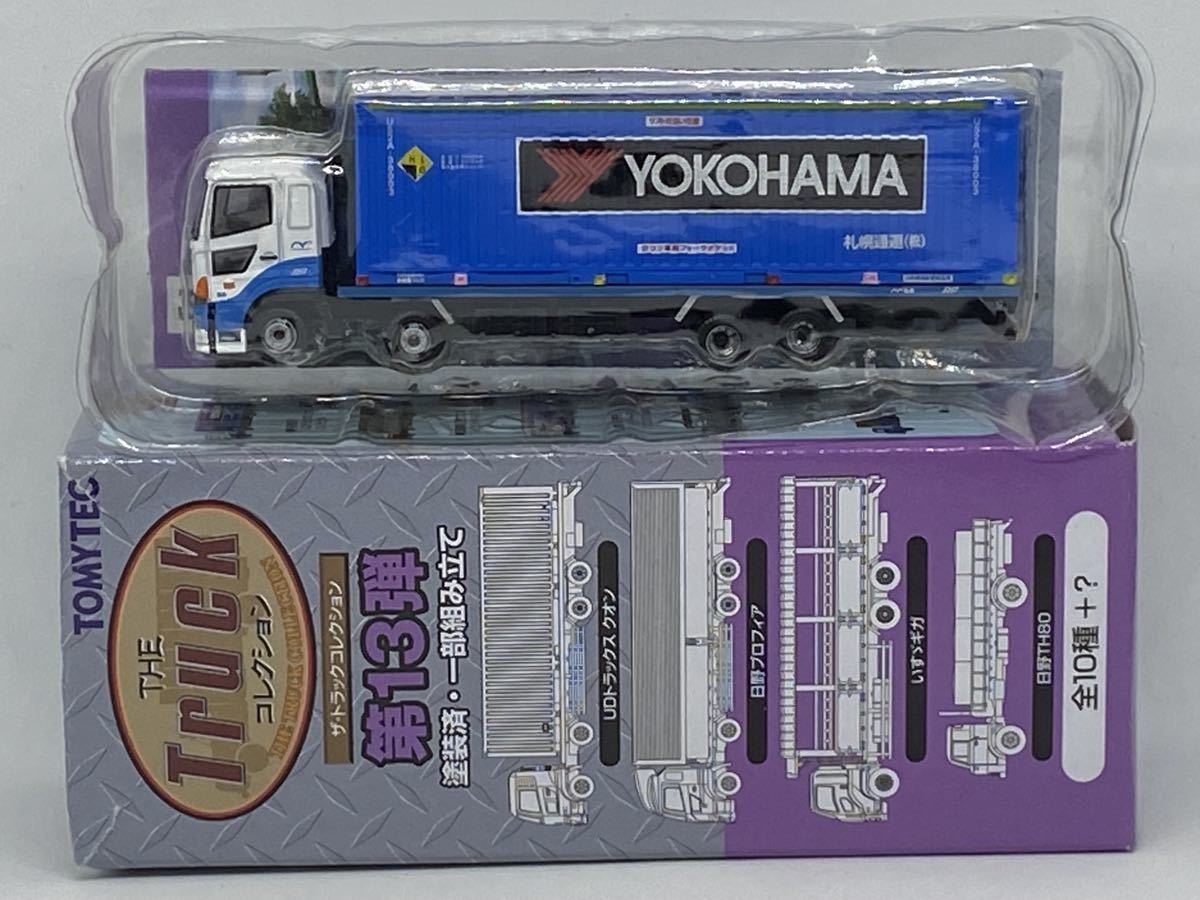 YOKOHAMA
札幌通運(株)
TOMYTEC
THE
Truck
コレクション
THE TRUCK COLLECTION
ザ・トラックコレクション
第13弾
塗装済・一部組み立て
UDトラックス クオン
日野プロフィア
いすゞギガ
日野TH80
全10種＋？